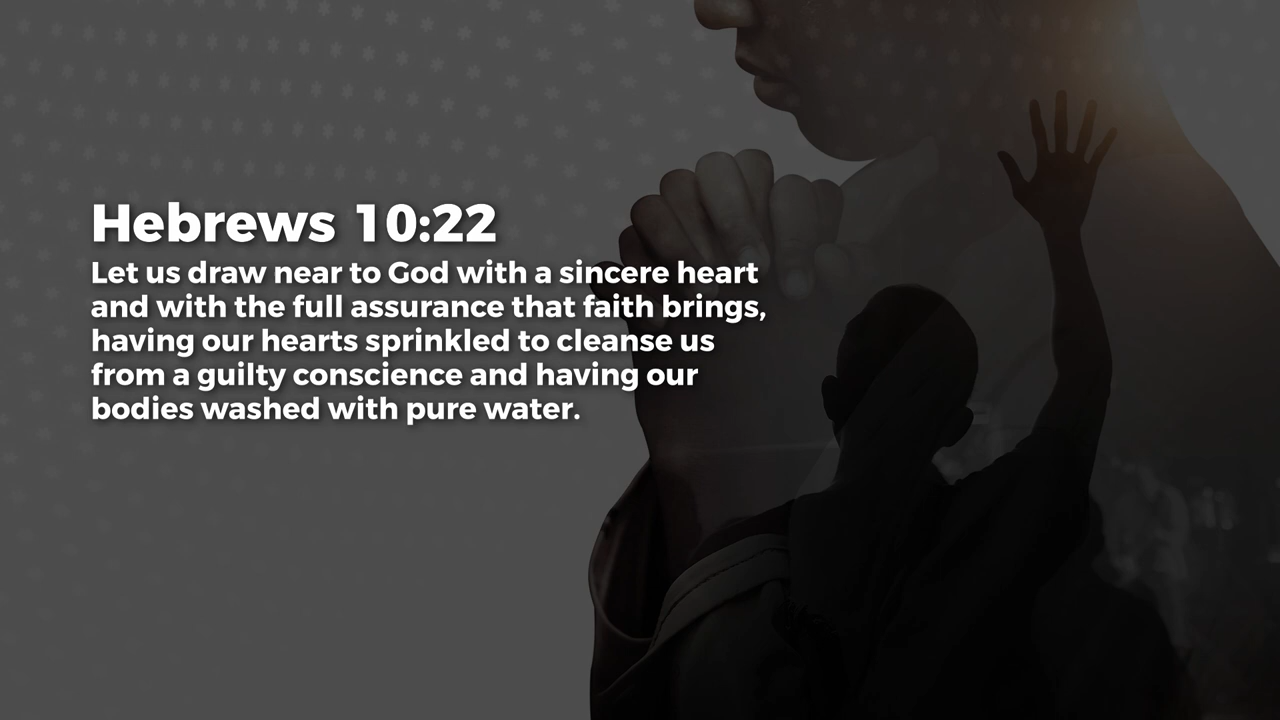 Hebrews 10:22
Let us draw near to God with a sincere heart
and with the full assurance that faith brings,
having our hearts sprinkled to cleanse us
from a guilty conscience and having our
bodies washed with pure water.